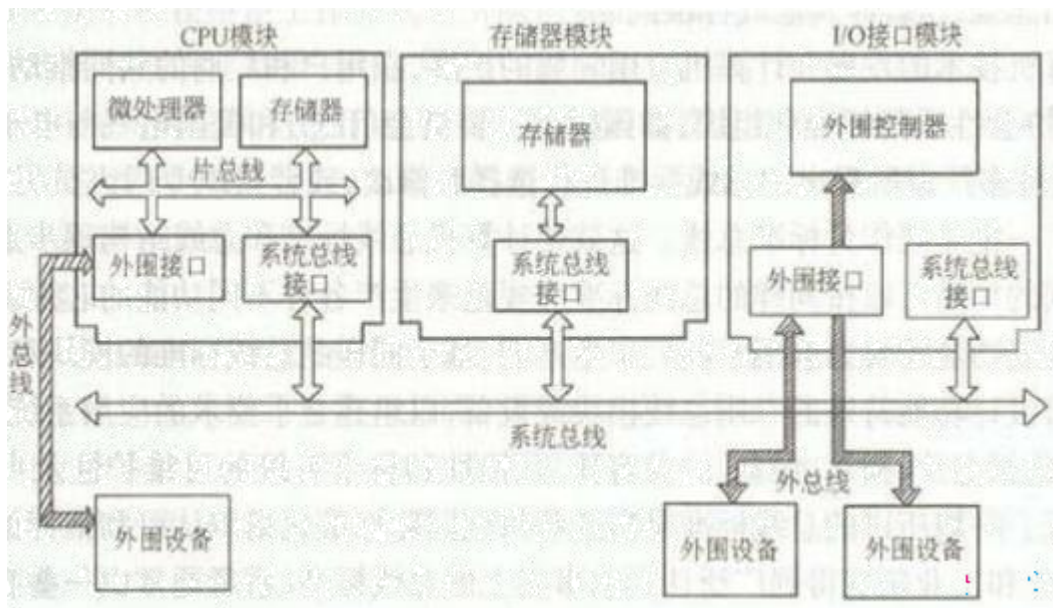 CPU模块
存储器模块
I/O接口模块
微处理器
存储器
片总线
外围接口
系统总线
接口
存储器
系统总线
接口
外围控制器
外围接口
系统总线
接口
外总线
系统总线
外总线
外围设备
外围设备
外围设备